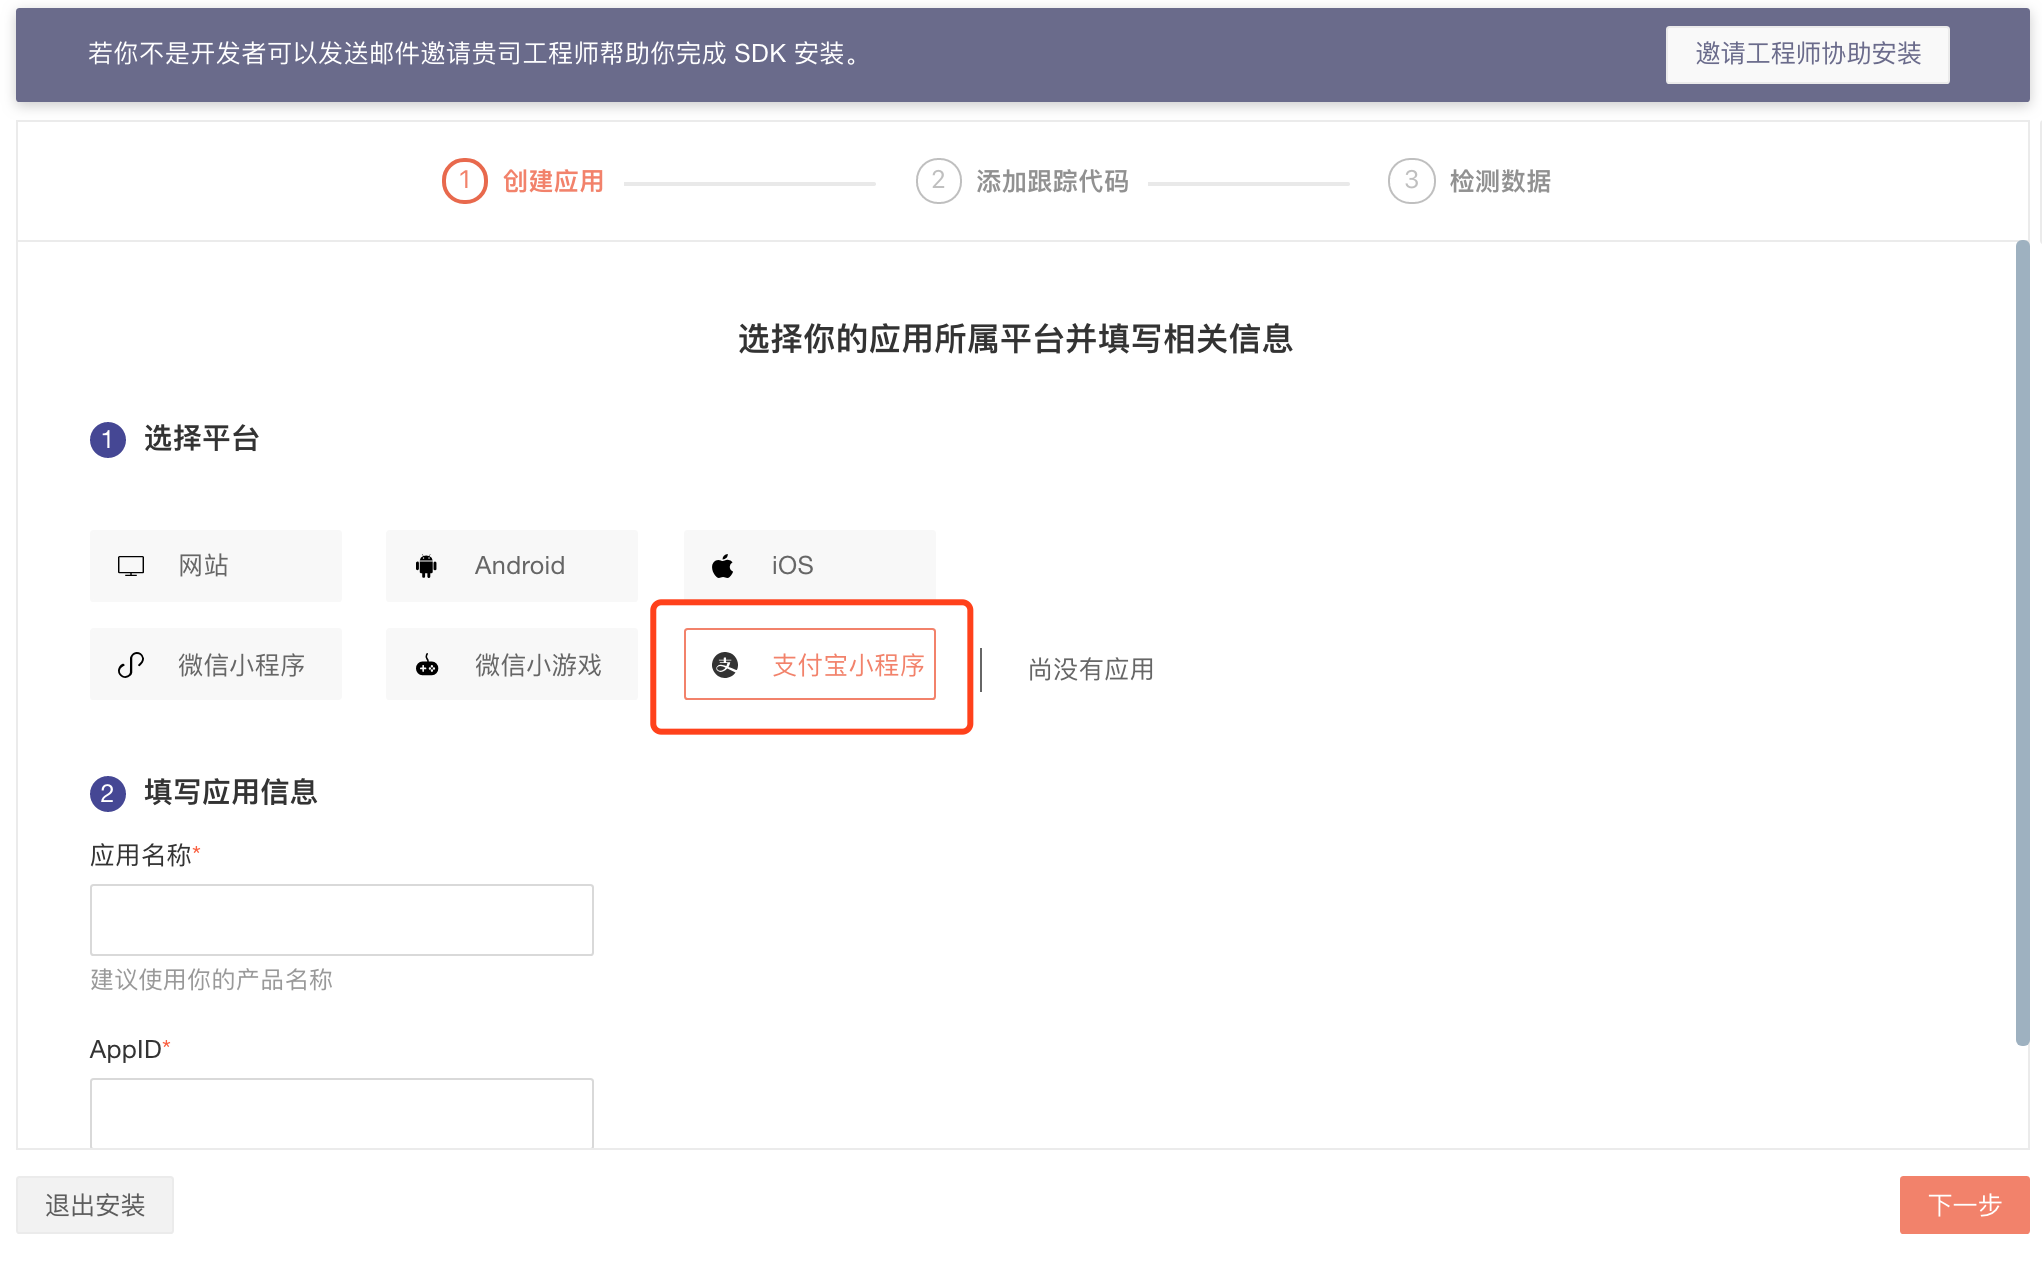 若你不是开发者可以发送邮件邀请贵司工程师帮助你完成 SDK 安装。
邀请工程师协助安装
1 创建应用
2 添加跟踪代码
3 检测数据
选择你的应用所属平台并填写相关信息
1 选择平台
网站
Android
iOS
微信小程序
微信小游戏
支 支付宝小程序
尚没有应用
2 填写应用信息
应用名称*
建议使用你的产品名称
AppID*
退出安装
下一步